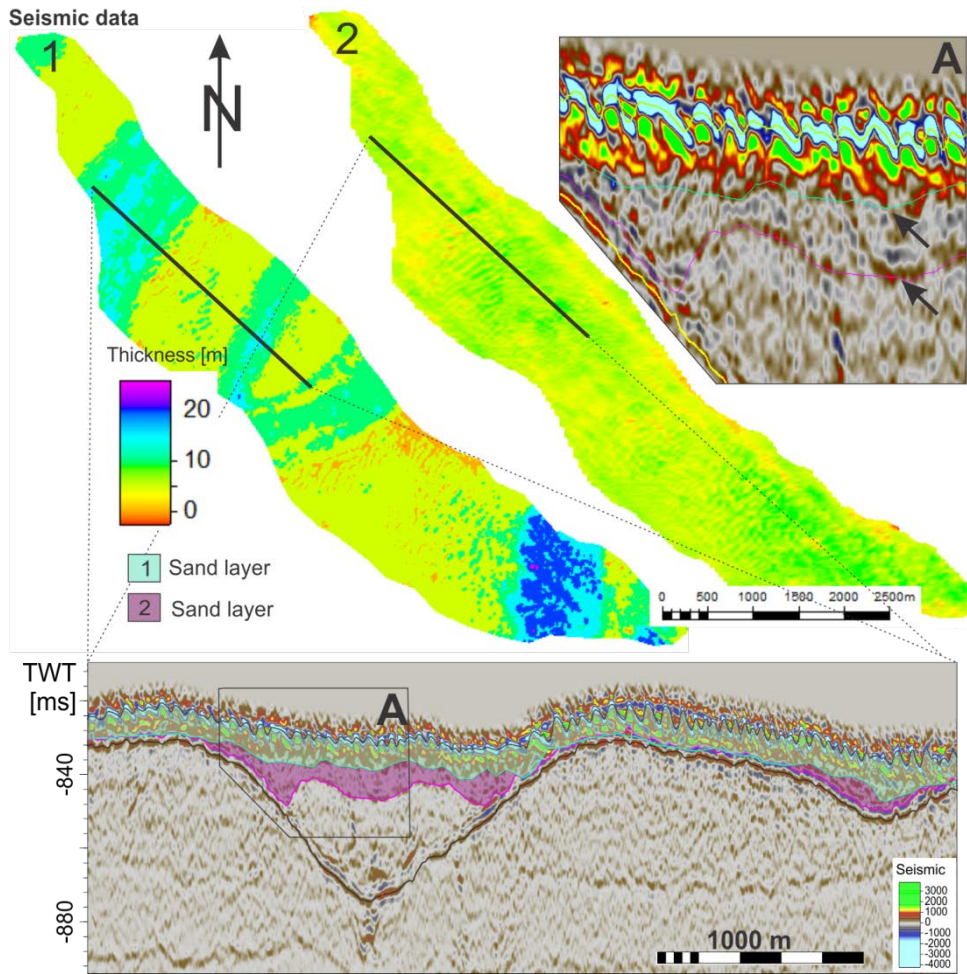 Seismic data
1
2
N
A
Thickness [m]
20
10
0
1 Sand layer
2 Sand layer
0 500 1000 1500 2000 2500m
TWT
[ms]
A
-840
-880
1000 m
Seismic
3000
2000
1000
0
-1000
-2000
-3000
-4000